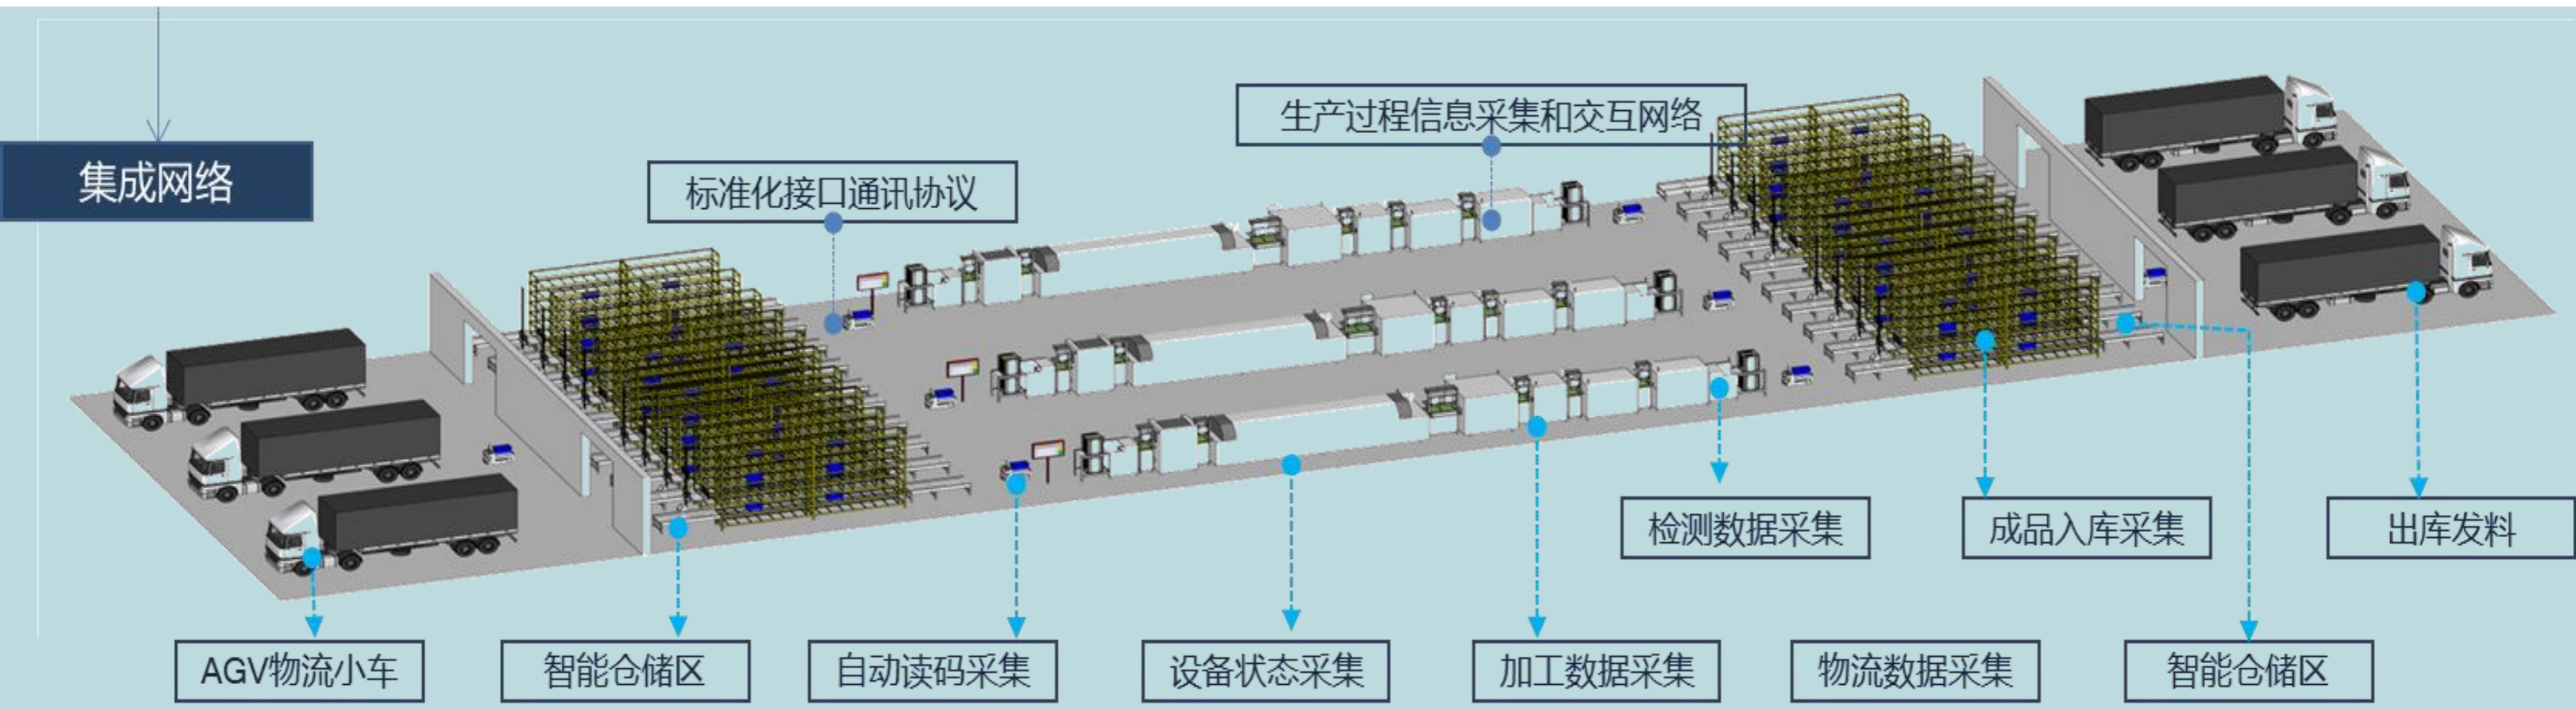 生产过程信息采集和交互网络
集成网络
标准化接口通讯协议
检测数据采集
成品入库采集
出库发料
AGV物流小车
智能仓储区
自动读码采集
设备状态采集
加工数据采集
物流数据采集
智能仓储区